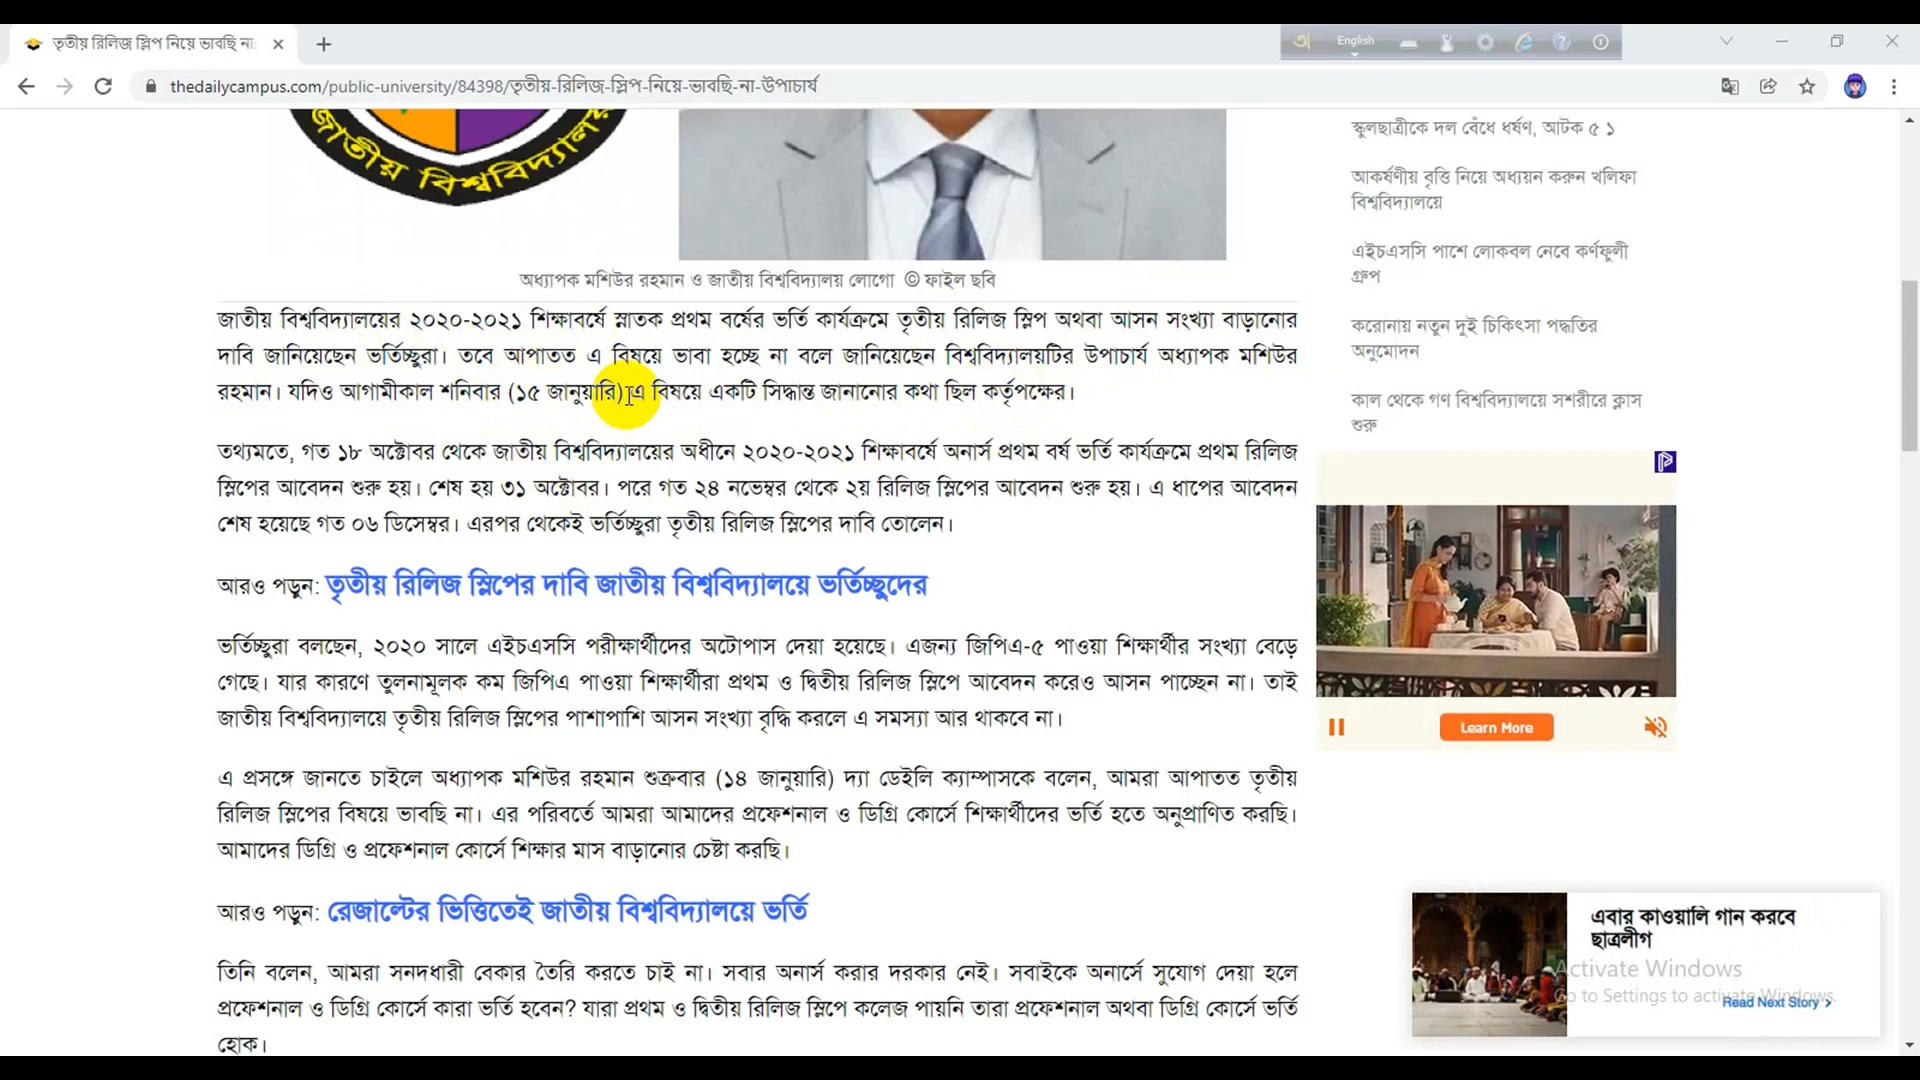 তৃতীয় রিলিজ স্লিপ নিয়ে ভাবছি না:
English
thedailycampus.com/public-university/84398/তৃতীয়-রিলিজ-স্লিপ-নিয়ে-ভাবছি-না-উপাচার্য
জাতীয় বিশ্ববিদ্যালয়
অধ্যাপক মশিউর রহমান ও জাতীয় বিশ্ববিদ্যালয় লোগো © ফাইল ছবি
জাতীয় বিশ্ববিদ্যালয়ের ২০২০-২০২১ শিক্ষাবর্ষে স্নাতক প্রথম বর্ষের ভর্তি কার্যক্রমে তৃতীয় রিলিজ স্লিপ অথবা আসন সংখ্যা বাড়ানোর
দাবি জানিয়েছেন ভর্তিচ্ছুরা। তবে আপাতত এ বিষয়ে ভাবা হচ্ছে না বলে জানিয়েছেন বিশ্ববিদ্যালয়টির উপাচার্য অধ্যাপক মশিউর
রহমান। যদিও আগামীকাল শনিবার (১৫ জানুয়ারি) এ বিষয়ে একটি সিদ্ধান্ত জানানোর কথা ছিল কর্তৃপক্ষের।
তথ্যমতে, গত ১৮ অক্টোবর থেকে জাতীয় বিশ্ববিদ্যালয়ের অধীনে ২০২০-২০২১ শিক্ষাবর্ষে অনার্স প্রথম বর্ষ ভর্তি কার্যক্রমে প্রথম রিলিজ
স্লিপের আবেদন শুরু হয়। শেষ হয় ৩১ অক্টোবর। পরে গত ২৪ নভেম্বর থেকে ২য় রিলিজ স্লিপের আবেদন শুরু হয়। এ ধাপের আবেদন
শেষ হয়েছে গত ০৬ ডিসেম্বর। এরপর থেকেই ভর্তিচ্ছুরা তৃতীয় রিলিজ স্লিপের দাবি তোলেন।
আরও পড়ুন: তৃতীয় রিলিজ স্লিপের দাবি জাতীয় বিশ্ববিদ্যালয়ে ভর্তিচ্ছুদের
ভর্তিচ্ছুরা বলছেন, ২০২০ সালে এইচএসসি পরীক্ষার্থীদের অটোপাস দেয়া হয়েছে। এজন্য জিপিএ-৫ পাওয়া শিক্ষার্থীর সংখ্যা বেড়ে
গেছে। যার কারণে তুলনামূলক কম জিপিএ পাওয়া শিক্ষার্থীরা প্রথম ও দ্বিতীয় রিলিজ স্লিপে আবেদন করেও আসন পাচ্ছেন না। তাই
জাতীয় বিশ্ববিদ্যালয়ে তৃতীয় রিলিজ স্লিপের পাশাপাশি আসন সংখ্যা বৃদ্ধি করলে এ সমস্যা আর থাকবে না।
এ প্রসঙ্গে জানতে চাইলে অধ্যাপক মশিউর রহমান শুক্রবার (১৪ জানুয়ারি) দ্যা ডেইলি ক্যাম্পাসকে বলেন, আমরা আপাতত তৃতীয়
রিলিজ স্লিপের বিষয়ে ভাবছি না। এর পরিবর্তে আমরা আমাদের প্রফেশনাল ও ডিগ্রি কোর্সে শিক্ষার্থীদের ভর্তি হতে অনুপ্রাণিত করছি।
আমাদের ডিগ্রি ও প্রফেশনাল কোর্সে শিক্ষার মাস বাড়ানোর চেষ্টা করছি।
আরও পড়ুন: রেজাল্টের ভিত্তিতেই জাতীয় বিশ্ববিদ্যালয়ে ভর্তি
তিনি বলেন, আমরা সনদধারী বেকার তৈরি করতে চাই না। সবার অনার্স করার দরকার নেই। সবাইকে অনার্সে সুযোগ দেয়া হলে
প্রফেশনাল ও ডিগ্রি কোর্সে কারা ভর্তি হবেন? যারা প্রথম ও দ্বিতীয় রিলিজ স্লিপে কলেজ পায়নি তারা প্রফেশনাল অথবা ডিগ্রি কোর্সে ভর্তি
হোক।
স্কুলছাত্রীকে দল বেঁধে ধর্ষণ, আটক ৫ ১
আকর্ষণীয় বৃত্তি নিয়ে অধ্যয়ন করুন খলিফা
বিশ্ববিদ্যালয়ে
এইচএসসি পাশে লোকবল নেবে কর্ণফুলী
গ্রুপ
করোনায় নতুন দুই চিকিৎসা পদ্ধতির
অনুমোদন
কাল থেকে গণ বিশ্ববিদ্যালয়ে সশরীরে ক্লাস
শুরু
Learn More
এবার কাওয়ালি গান করবে
ছাত্রলীগ
Activate Windows
Go to Settings to activate Windows.
Read Next Story >